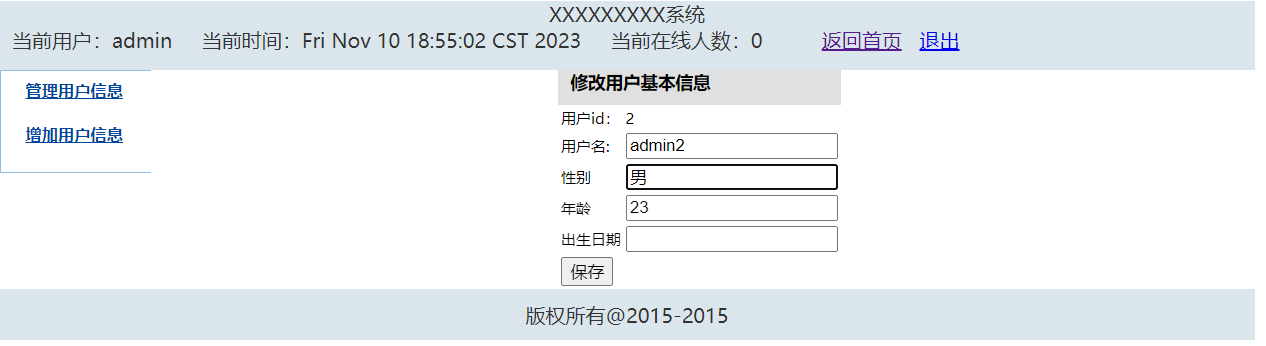 XXXXXXXXX系统
当前用户：admin 当前时间：Fri Nov 10 18:55:02 CST 2023 当前在线人数：0 返回首页 退出
管理用户信息
增加用户信息
修改用户基本信息
用户id： 2
用户名: admin2
性别 男
年龄 23
出生日期
保存
版权所有@2015-2015